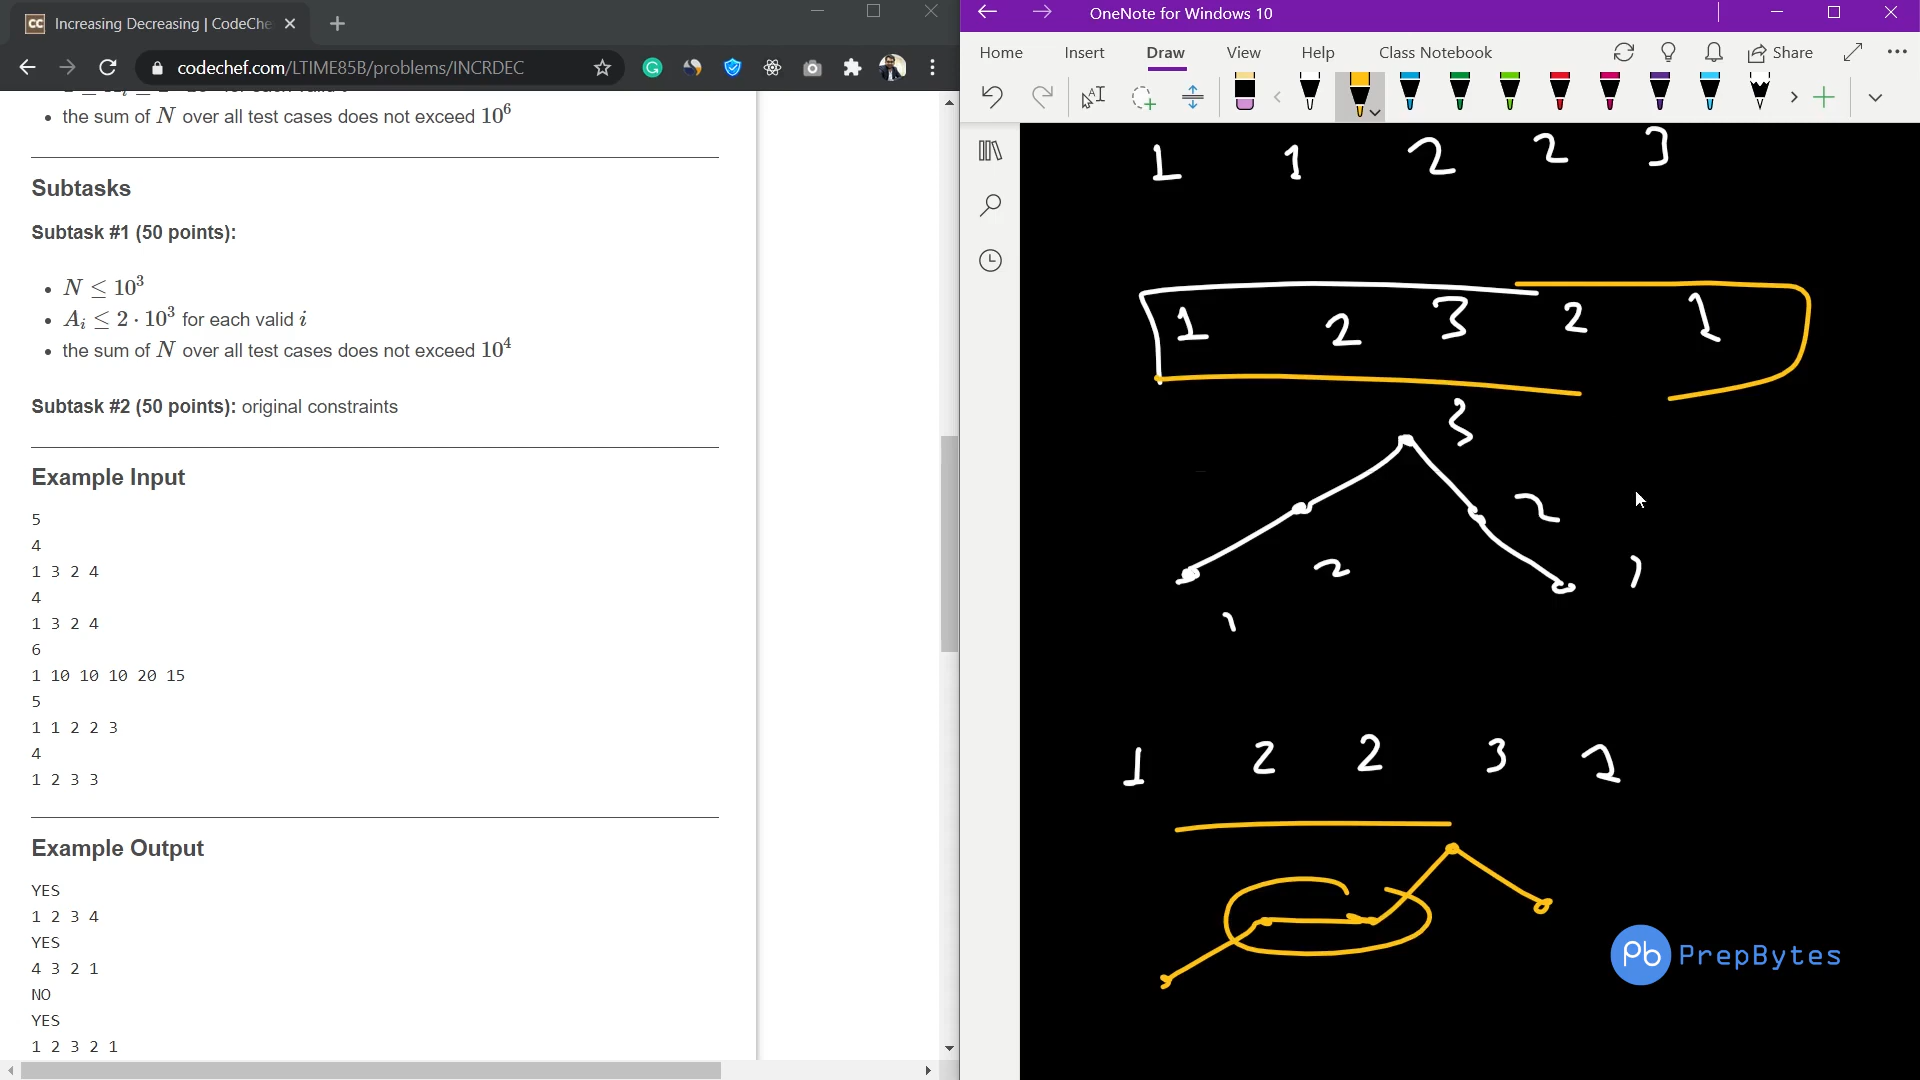 Increasing Decreasing | CodeChe
codechef.com/LTIME85B/problems/INCRDEC
the sum of N over all test cases does not exceed 10^6
Subtasks
Subtask #1 (50 points):
N ≤ 10^3
A_i ≤ 2 · 10^3 for each valid i
the sum of N over all test cases does not exceed 10^4
Subtask #2 (50 points): original constraints
Example Input
5
4
1 3 2 4
4
1 3 2 4
6
1 10 10 10 20 15
5
1 1 2 2 3
4
1 2 3 3
Example Output
YES
1 2 3 4
YES
4 3 2 1
NO
YES
1 2 3 2 1
OneNote for Windows 10
Home Insert Draw View Help Class Notebook Share
1 1 2 2 3
1 2 3 2 1
3
2
2 1
1
1 2 2 3 1
Pb PrepBytes